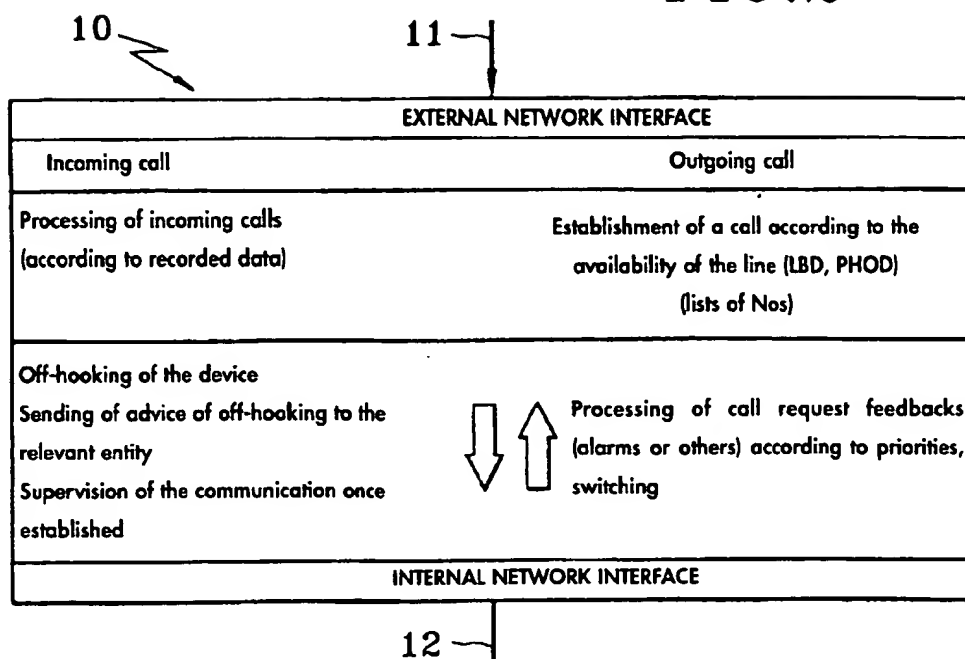 10
11
EXTERNAL NETWORK INTERFACE
Incoming call
Outgoing call
Processing of incoming calls
(according to recorded data)
Establishment of a call according to the
availability of the line (LBD, PHOD)
(lists of Nos)
Off-hooking of the device
Sending of advice of off-hooking to the
relevant entity
Supervision of the communication once
established
Processing of call request feedbacks
(alarms or others) according to priorities,
switching
INTERNAL NETWORK INTERFACE
12